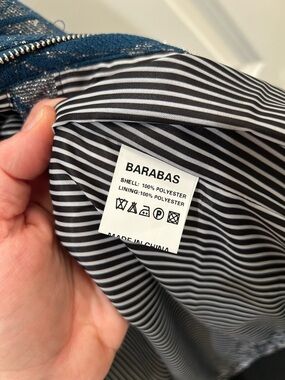 BARABAS
SHELL: 100% POLYESTER
LINING:100% POLYESTER
P
MADE IN CHINA